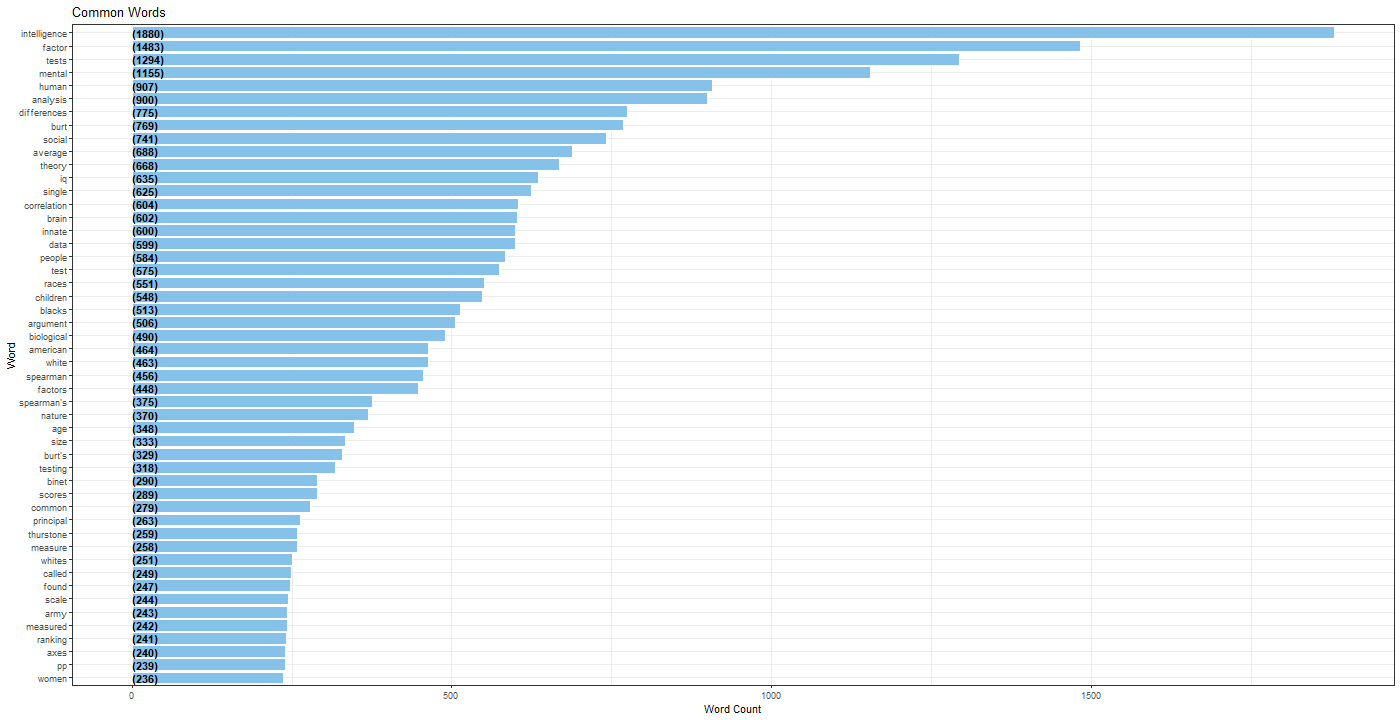 Common Words
intelligence (1880)
factor (1483)
tests (1294)
mental (1155)
human (907)
analysis (900)
differences (775)
burt (769)
social (741)
average (688)
theory (668)
iq (635)
single (625)
correlation (604)
brain (602)
innate (600)
data (599)
people (584)
test (575)
races (551)
children (548)
blacks (513)
argument (506)
biological (490)
american (464)
white (463)
spearman (456)
factors (448)
spearman's (375)
nature (370)
age (348)
size (333)
burt's (329)
testing (318)
binet (290)
scores (289)
common (279)
principal (263)
thurstone (259)
measure (258)
whites (251)
called (249)
found (247)
scale (244)
army (243)
measured (242)
ranking (241)
axes (240)
pp (239)
women (236)
Word
0 500 1000 1500
Word Count